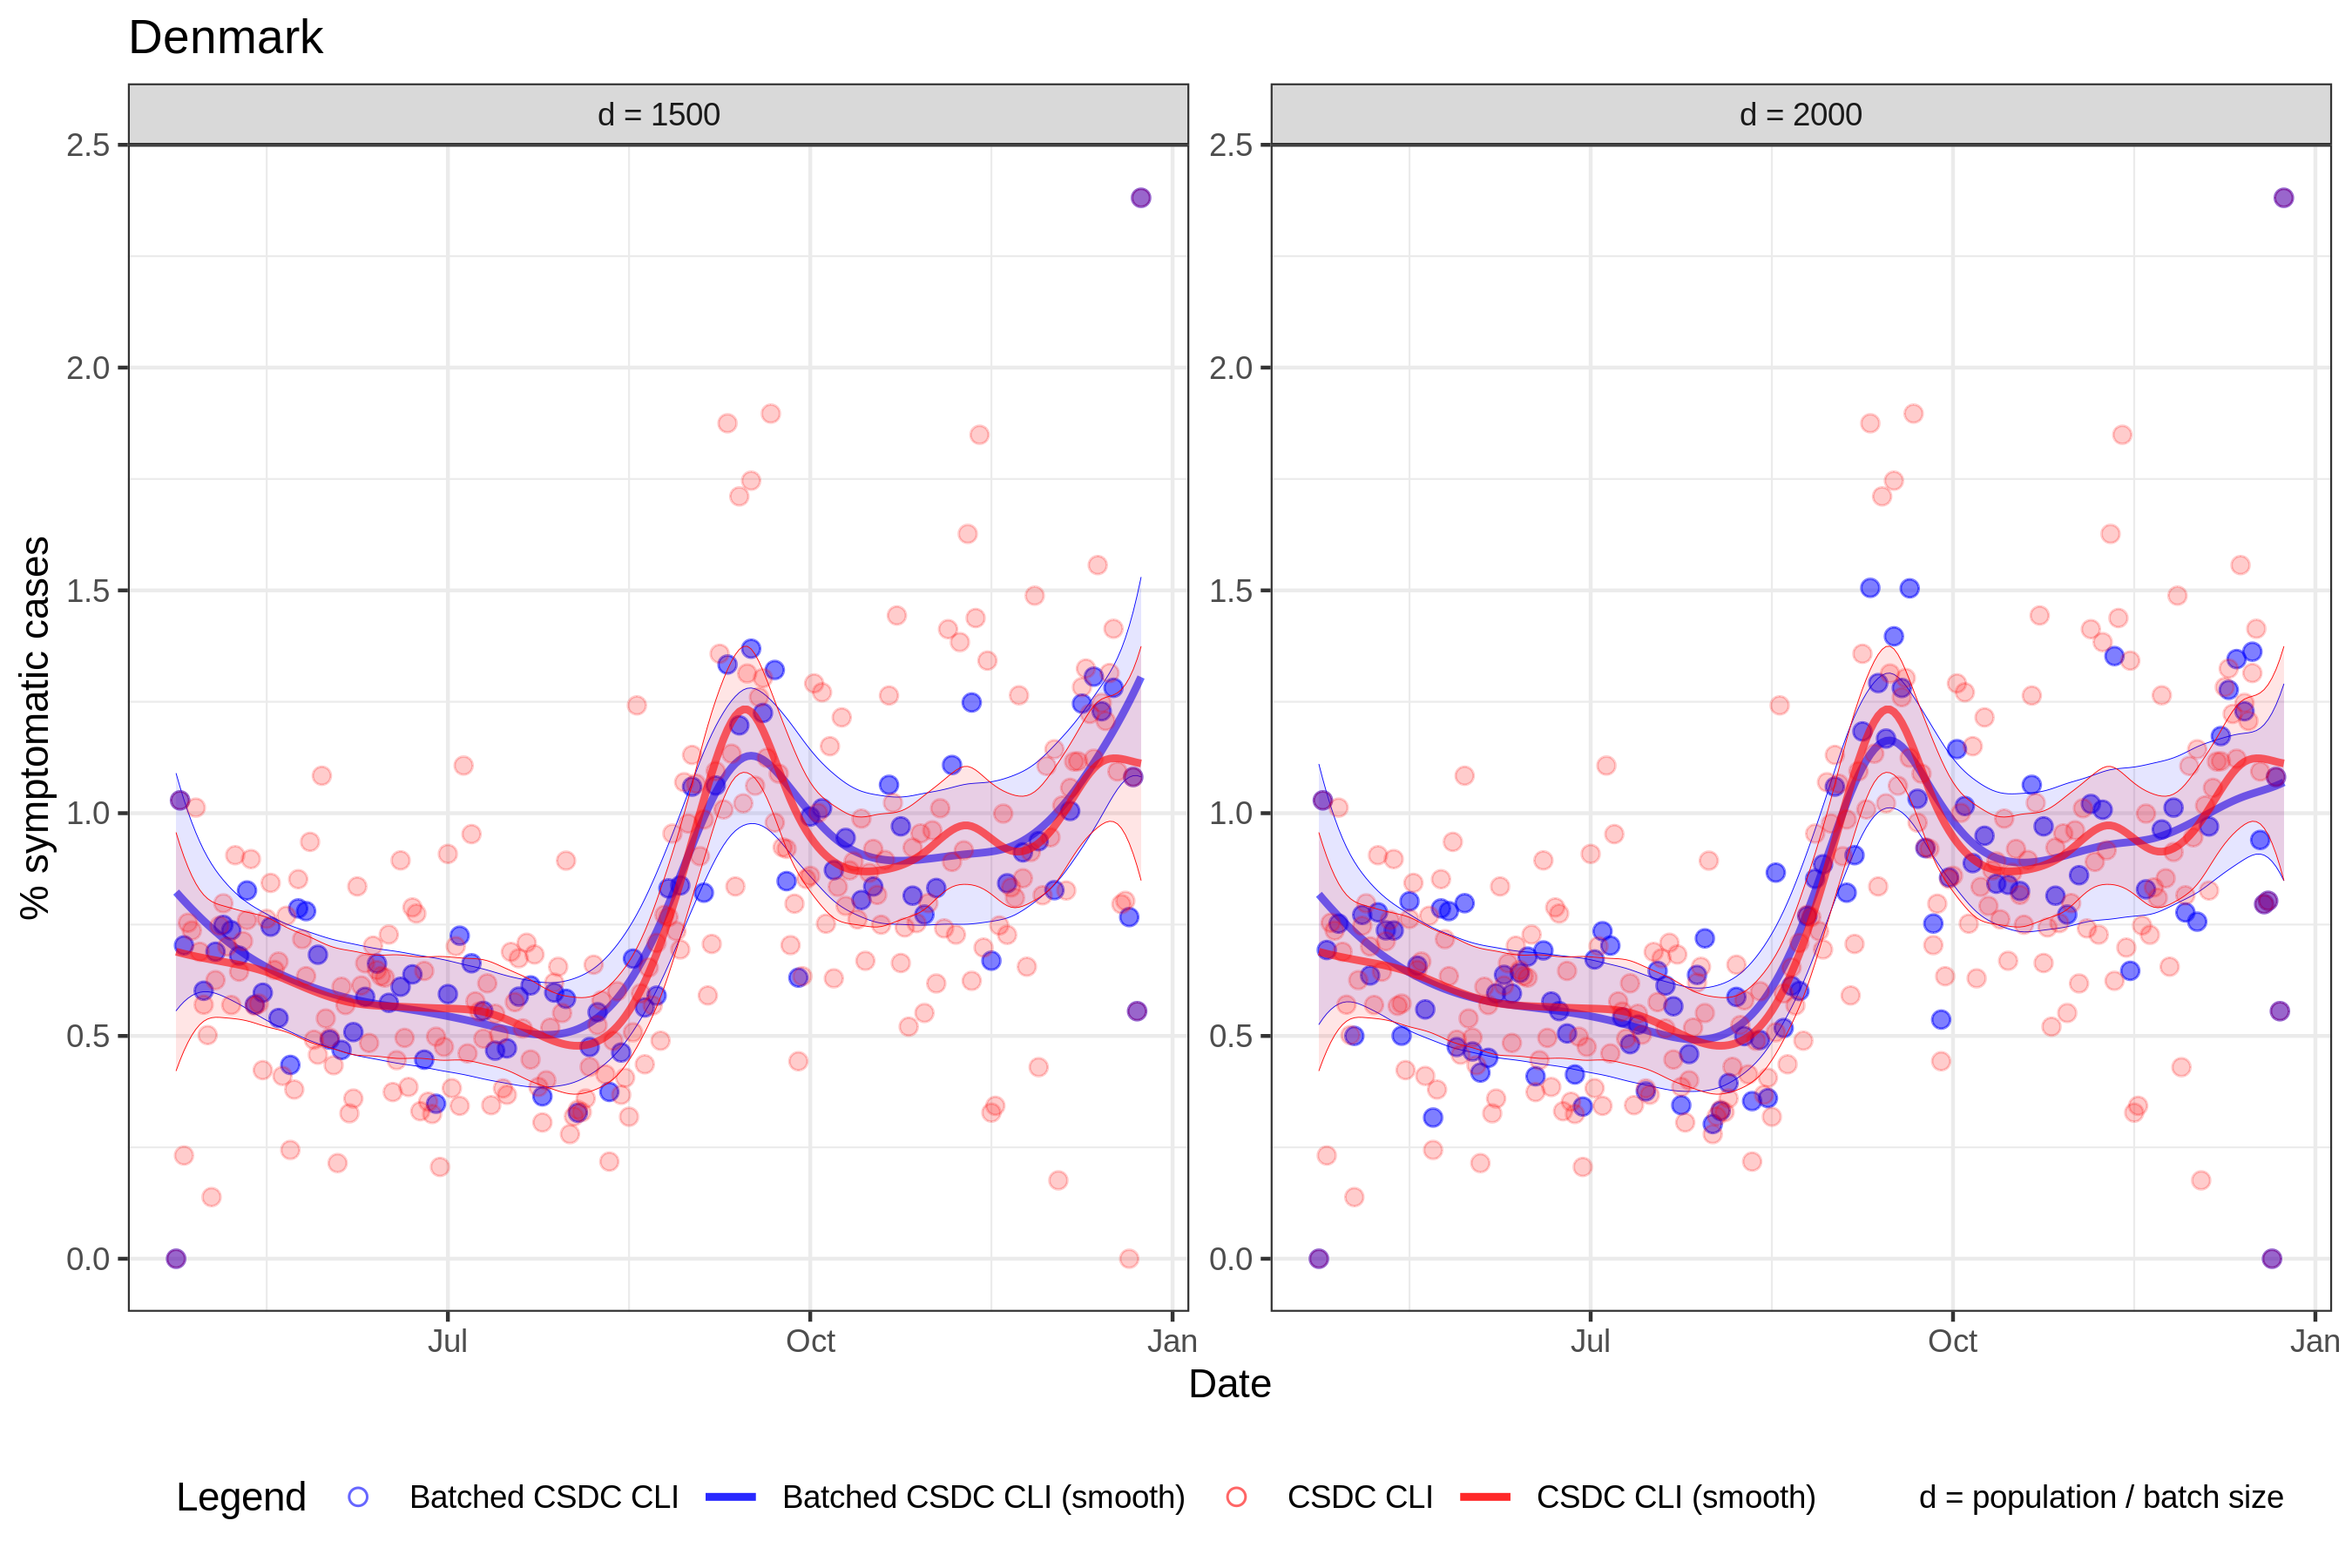 Denmark
d = 1500
d = 2000
% symptomatic cases
2.5
2.0
1.5
1.0
0.5
0.0
2.5
2.0
1.5
1.0
0.5
0.0
Jul
Oct
Jan
Jul
Oct
Jan
Date
Legend
Batched CSDC CLI
Batched CSDC CLI (smooth)
CSDC CLI
CSDC CLI (smooth)
d = population / batch size